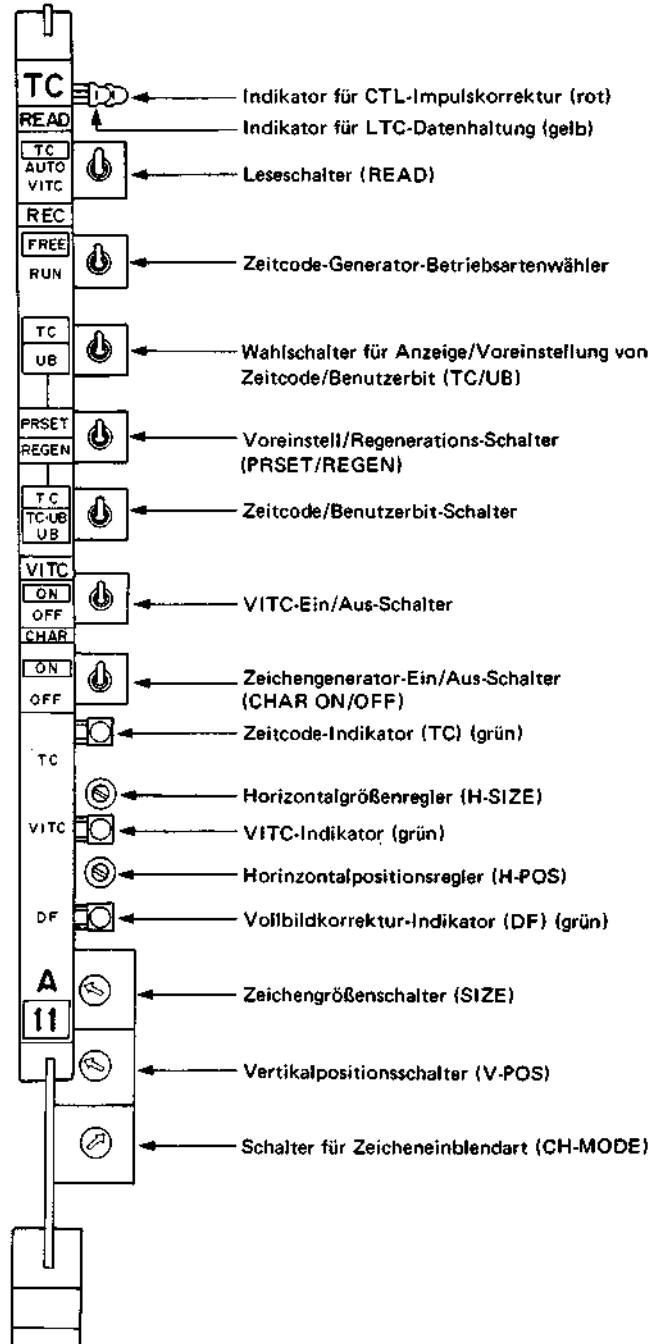 TC
Indikator für CTL-Impulskorrektur (rot)
READ
Indikator für LTC-Datenhaltung (gelb)
TC
AUTO
VITC
Leseschalter (READ)
REC
FREE
RUN
Zeitcode-Generator-Betriebsartenwähler
TC
UB
Wahlschalter für Anzeige/Voreinstellung von
Zeitcode/Benutzerbit (TC/UB)
PRSET
REGEN
Voreinstell/Regenerations-Schalter
(PRSET/REGEN)
TC
TC·UB
UB
Zeitcode/Benutzerbit-Schalter
VITC
ON
OFF
VITC-Ein/Aus-Schalter
CHAR
ON
OFF
Zeichengenerator-Ein/Aus-Schalter
(CHAR ON/OFF)
Zeitcode-Indikator (TC) (grün)
TC
Horizontalgrößenregler (H-SIZE)
VITC
VITC-Indikator (grün)
Horinzontalpositionsregler (H-POS)
DF
Vollbildkorrektur-Indikator (DF) (grün)
A
11
Zeichengrößenschalter (SIZE)
Vertikalpositionsschalter (V-POS)
Schalter für Zeicheneinblendart (CH-MODE)